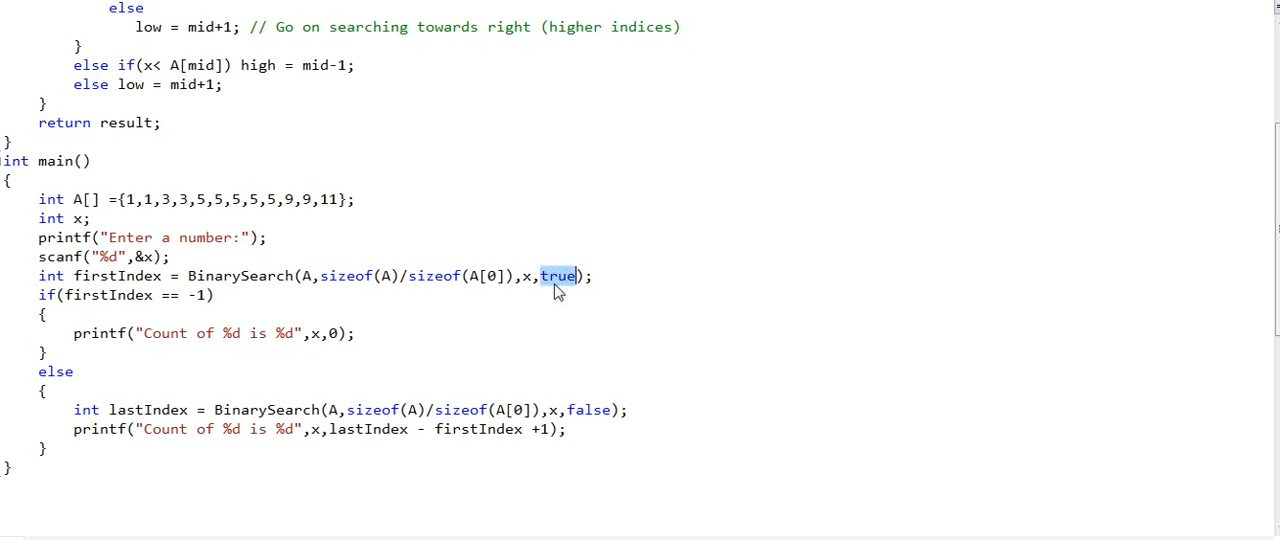 else
low = mid+1; // Go on searching towards right (higher indices)
}
else if(x< A[mid]) high = mid-1;
else low = mid+1;
}
return result;
}
int main()
{
int A[] ={1,1,3,3,5,5,5,5,5,9,9,11};
int x;
printf("Enter a number:");
scanf("%d",&x);
int firstIndex = BinarySearch(A,sizeof(A)/sizeof(A[0]),x,true);
if(firstIndex == -1)
{
printf("Count of %d is %d",x,0);
}
else
{
int lastIndex = BinarySearch(A,sizeof(A)/sizeof(A[0]),x,false);
printf("Count of %d is %d",x,lastIndex - firstIndex +1);
}
}